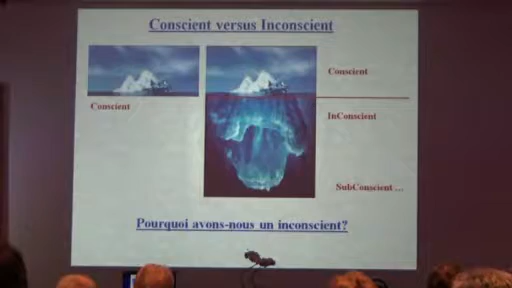 Conscient versus Inconscient
Conscient
Conscient
InConscient
SubConscient ...
Pourquoi avons-nous un inconscient?